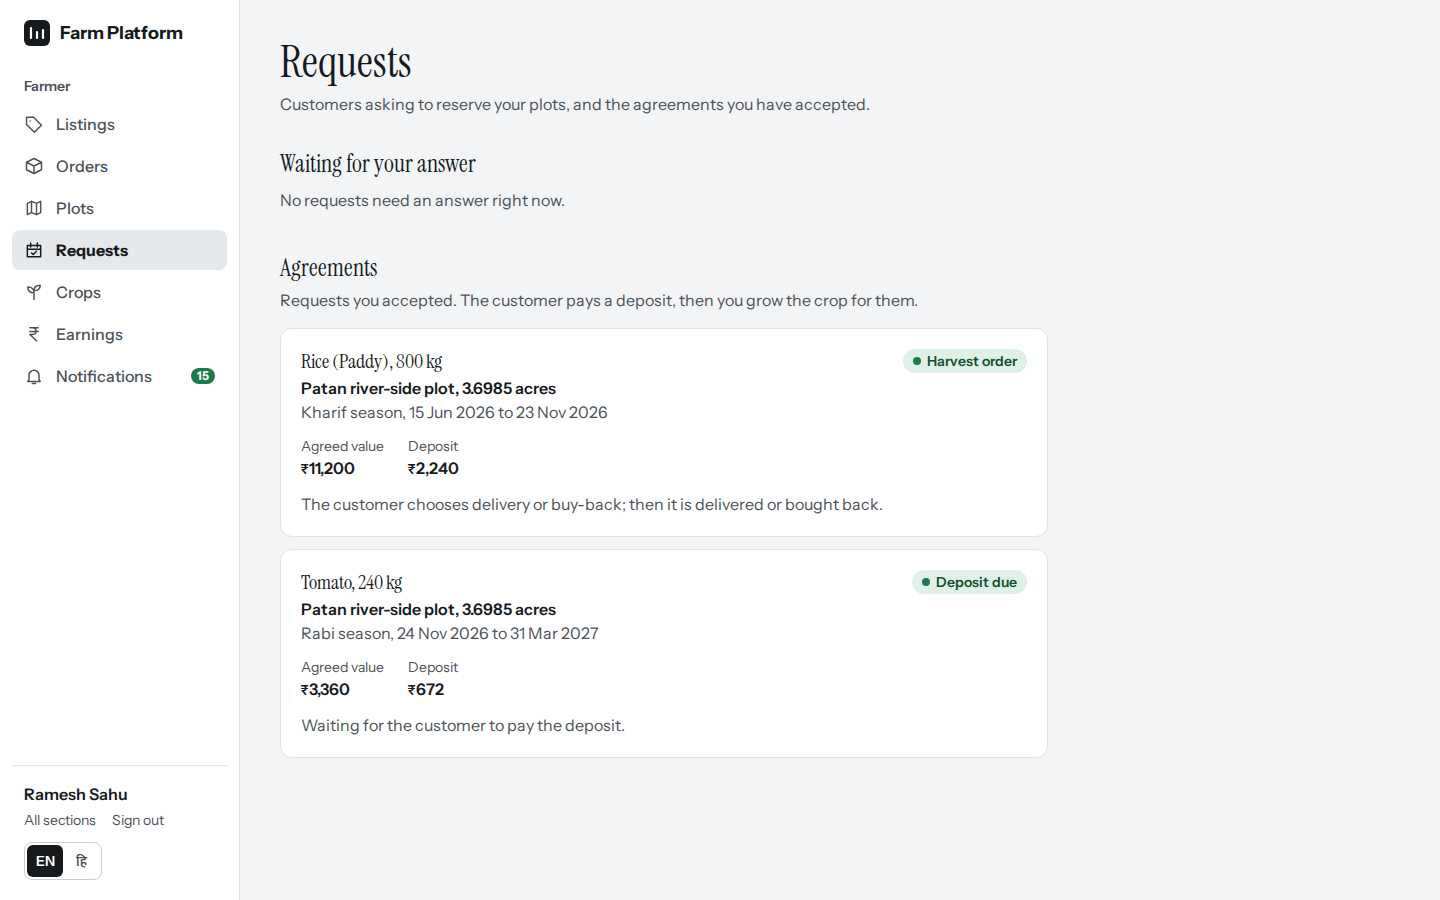 Farm Platform
Farmer
Listings
Orders
Plots
Requests
Crops
Earnings
Notifications 15
Ramesh Sahu
All sections Sign out
EN हि
Requests
Customers asking to reserve your plots, and the agreements you have accepted.
Waiting for your answer
No requests need an answer right now.
Agreements
Requests you accepted. The customer pays a deposit, then you grow the crop for them.
Rice (Paddy), 800 kg Harvest order
Patan river-side plot, 3.6985 acres
Kharif season, 15 Jun 2026 to 23 Nov 2026
Agreed value Deposit
₹11,200 ₹2,240
The customer chooses delivery or buy-back; then it is delivered or bought back.
Tomato, 240 kg Deposit due
Patan river-side plot, 3.6985 acres
Rabi season, 24 Nov 2026 to 31 Mar 2027
Agreed value Deposit
₹3,360 ₹672
Waiting for the customer to pay the deposit.